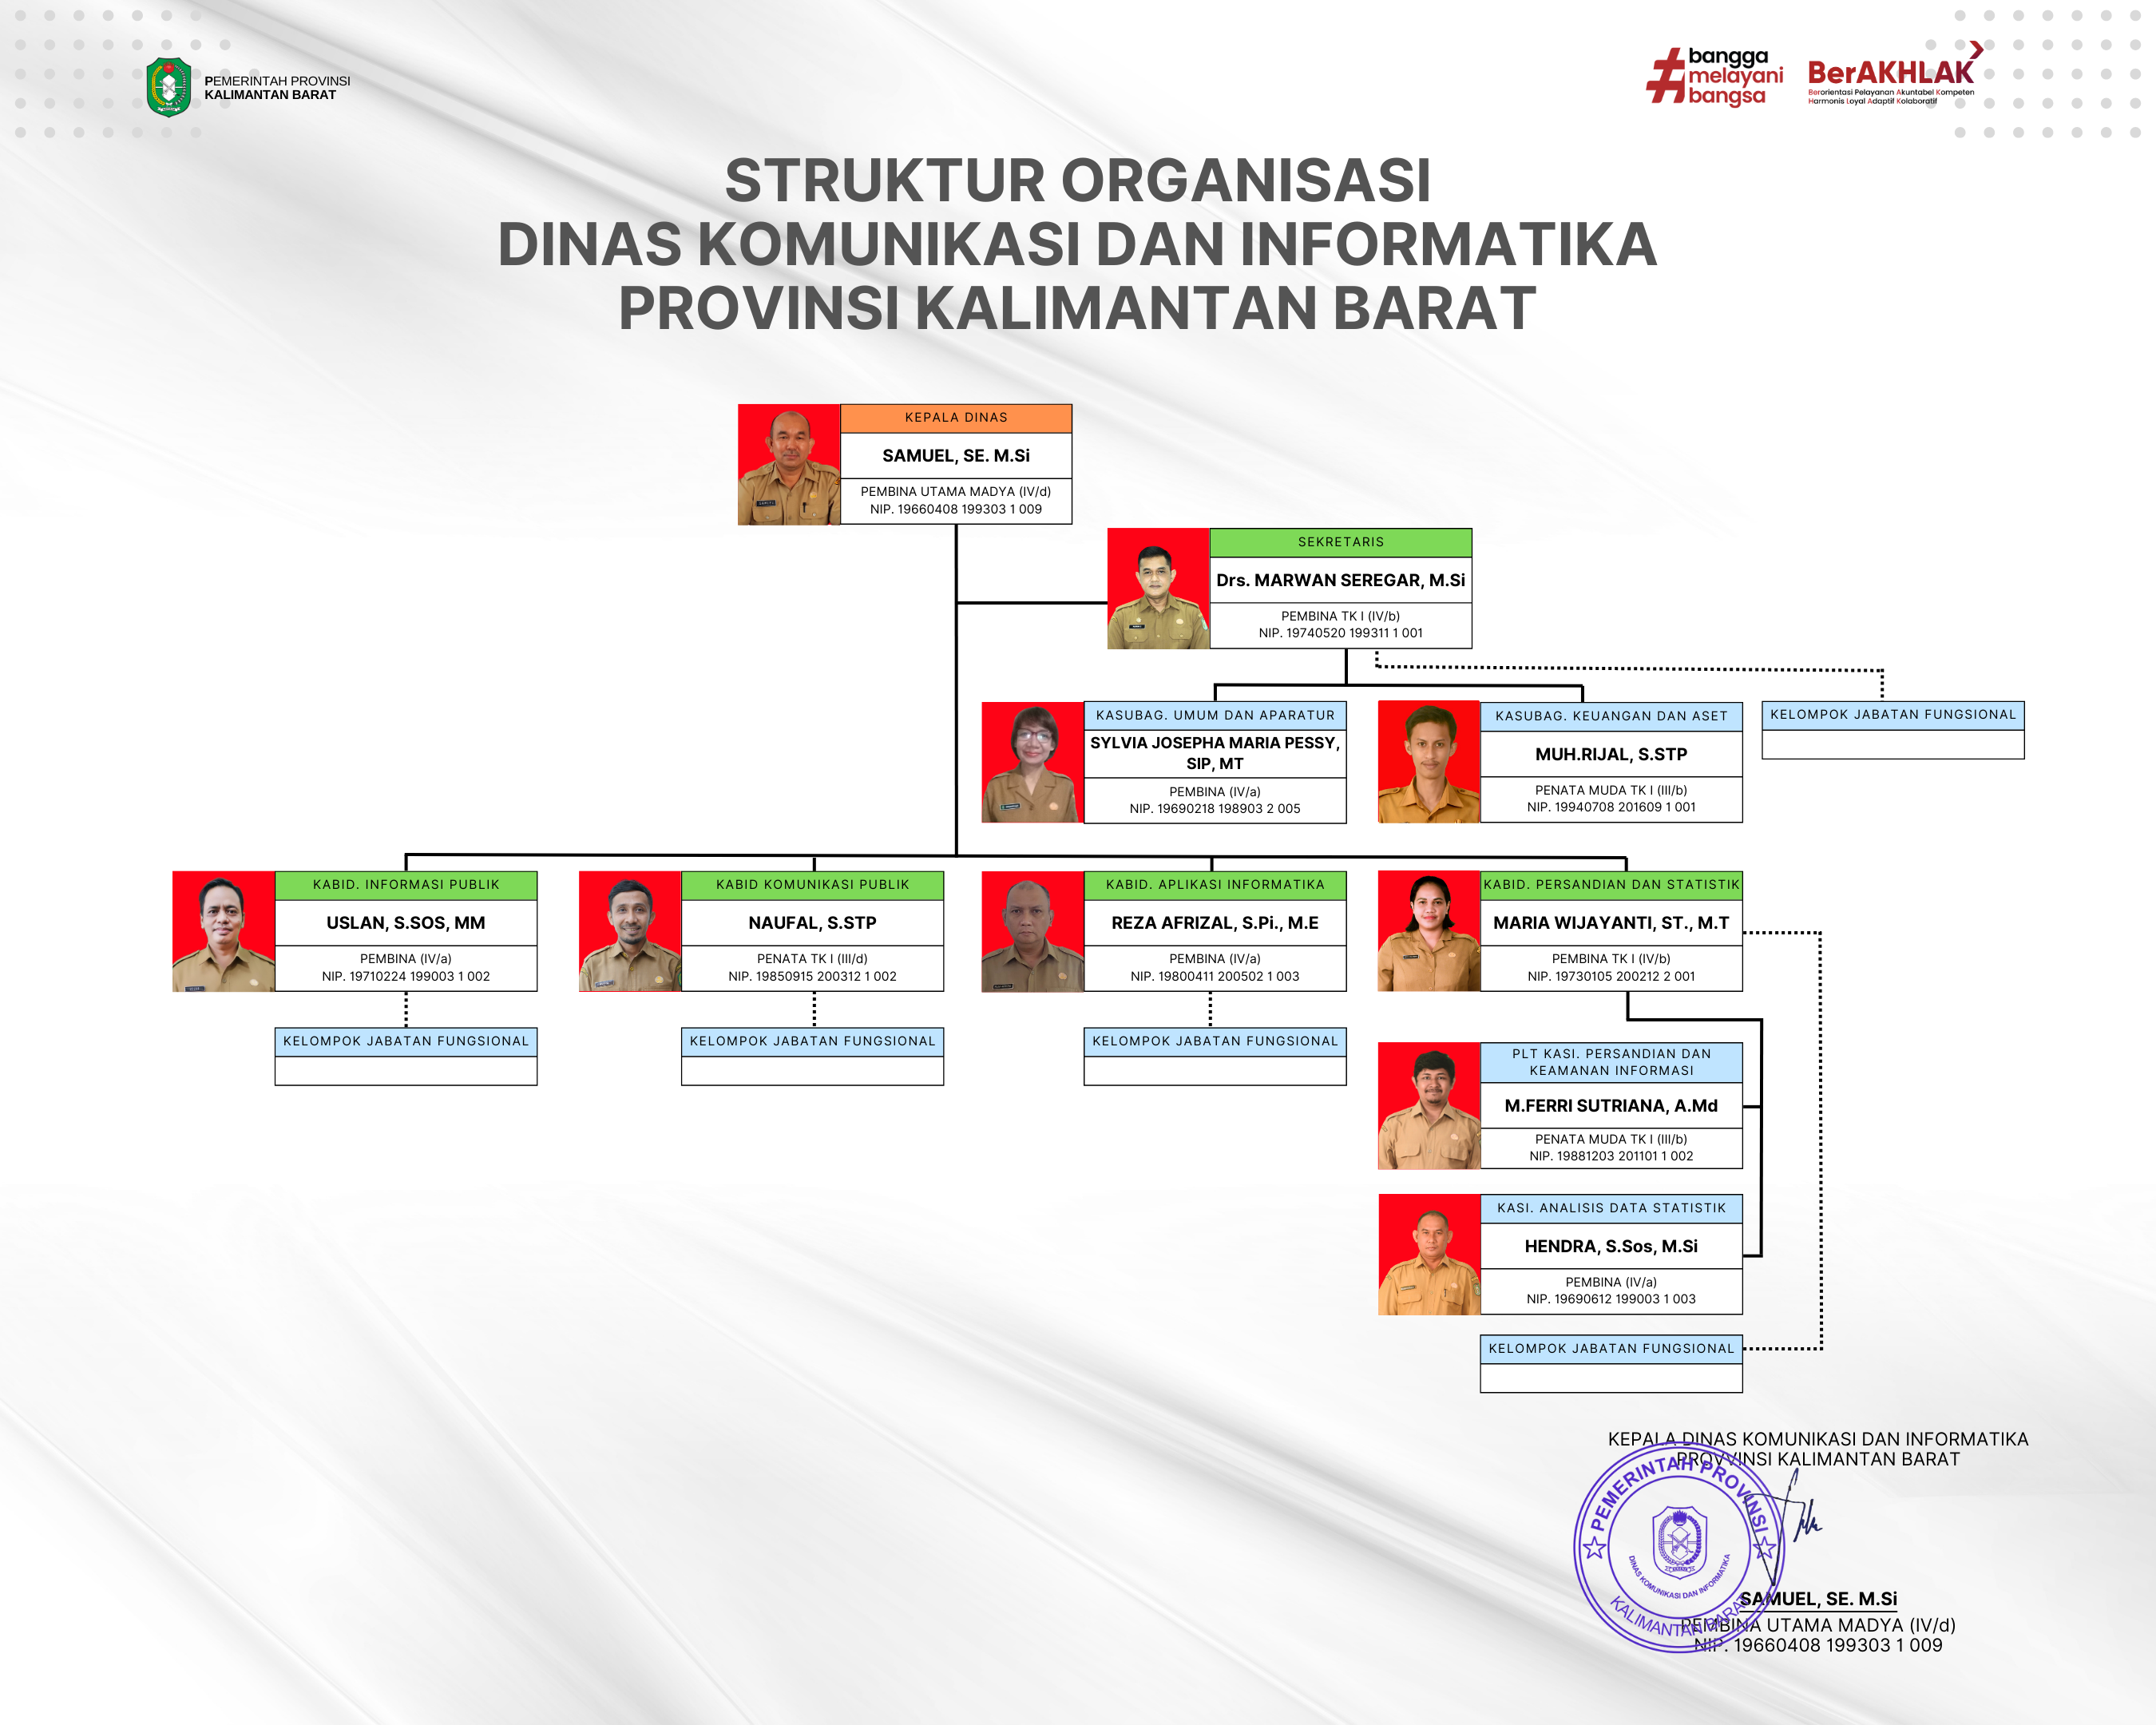 PEMERINTAH PROVINSI
KALIMANTAN BARAT
#bangga
melayani
bangsa
BerAKHLAK
Berorientasi Pelayanan Akuntabel Kompeten
Harmonis Loyal Adaptif Kolaboratif
STRUKTUR ORGANISASI
DINAS KOMUNIKASI DAN INFORMATIKA
PROVINSI KALIMANTAN BARAT
KEPALA DINAS
SAMUEL, SE. M.Si
PEMBINA UTAMA MADYA (IV/d)
NIP. 19660408 199303 1 009
SEKRETARIS
Drs. MARWAN SEREGAR, M.Si
PEMBINA TK I (IV/b)
NIP. 19740520 199311 1 001
KASUBAG. UMUM DAN APARATUR
SYLVIA JOSEPHA MARIA PESSY,
SIP, MT
PEMBINA (IV/a)
NIP. 19690218 198903 2 005
KASUBAG. KEUANGAN DAN ASET
MUH.RIJAL, S.STP
PENATA MUDA TK I (III/b)
NIP. 19940708 201609 1 001
KELOMPOK JABATAN FUNGSIONAL
KABID. INFORMASI PUBLIK
USLAN, S.SOS, MM
PEMBINA (IV/a)
NIP. 19710224 199003 1 002
KELOMPOK JABATAN FUNGSIONAL
KABID KOMUNIKASI PUBLIK
NAUFAL, S.STP
PENATA TK I (III/d)
NIP. 19850915 200312 1 002
KELOMPOK JABATAN FUNGSIONAL
KABID. APLIKASI INFORMATIKA
REZA AFRIZAL, S.Pi., M.E
PEMBINA (IV/a)
NIP. 19800411 200502 1 003
KELOMPOK JABATAN FUNGSIONAL
KABID. PERSANDIAN DAN STATISTIK
MARIA WIJAYANTI, ST., M.T
PEMBINA TK I (IV/b)
NIP. 19730105 200212 2 001
PLT KASI. PERSANDIAN DAN
KEAMANAN INFORMASI
M.FERRI SUTRIANA, A.Md
PENATA MUDA TK I (III/b)
NIP. 19881203 201101 1 002
KASI. ANALISIS DATA STATISTIK
HENDRA, S.Sos, M.Si
PEMBINA (IV/a)
NIP. 19690612 199003 1 003
KELOMPOK JABATAN FUNGSIONAL
KEPALA DINAS KOMUNIKASI DAN INFORMATIKA
PROVVINSI KALIMANTAN BARAT
PEMERINTAH PROVINSI
DINAS KOMUNIKASI DAN INFORMATIKA
KALIMANTAN BARAT
SAMUEL, SE. M.Si
PEMBINA UTAMA MADYA (IV/d)
NIP. 19660408 199303 1 009